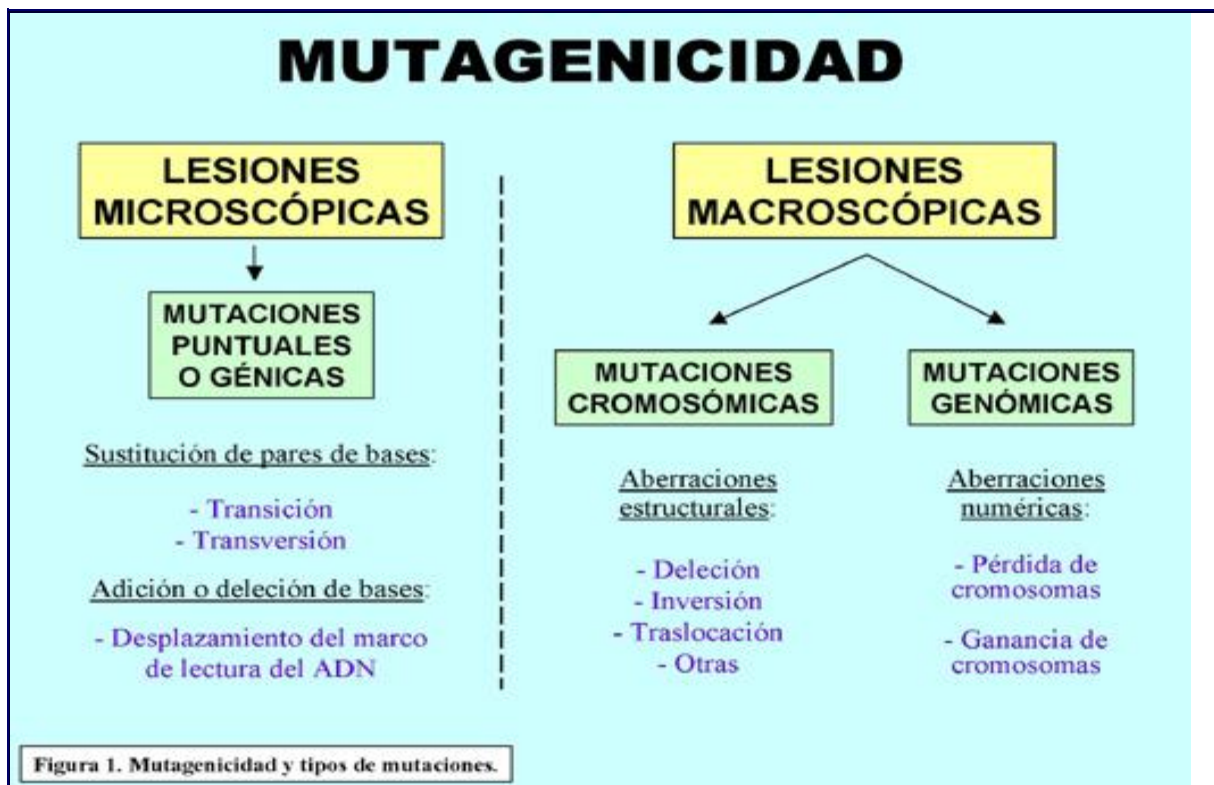 MUTAGENICIDAD
LESIONES
MICROSCÓPICAS
MUTACIONES
PUNTUALES
O GÉNICAS
Sustitución de pares de bases:
- Transición
- Transversión
Adición o deleción de bases:
- Desplazamiento del marco
de lectura del ADN
LESIONES
MACROSCÓPICAS
MUTACIONES
CROMOSÓMICAS
Aberraciones
estructurales:
- Deleción
- Inversión
- Traslocación
- Otras
MUTACIONES
GENÓMICAS
Aberraciones
numéricas:
- Pérdida de
cromosomas
- Ganancia de
cromosomas
Figura 1. Mutagenicidad y tipos de mutaciones.